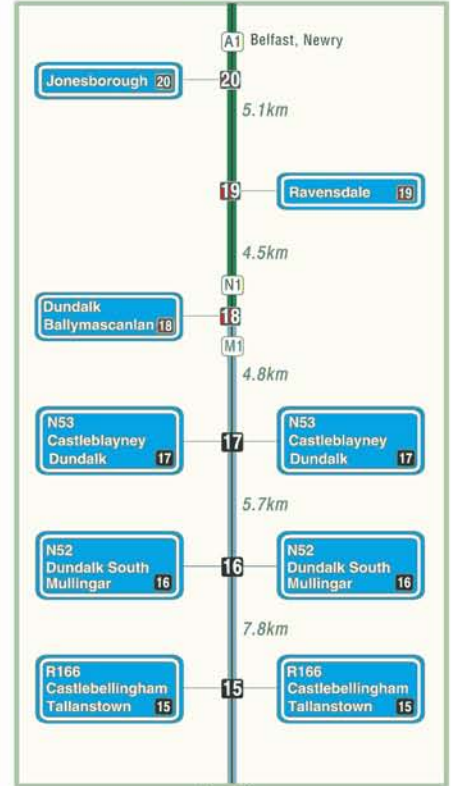 A1 Belfast, Newry
Jonesborough 20
20
5.1km
19
Ravensdale 19
4.5km
N1
Dundalk
Ballymascanlan 18
18
M1
4.8km
N53
Castleblayney
Dundalk 17
17
N53
Castleblayney
Dundalk 17
5.7km
N52
Dundalk South
Mullingar 16
16
N52
Dundalk South
Mullingar 16
7.8km
R166
Castlebellingham
Tallanstown 15
15
R166
Castlebellingham
Tallanstown 15